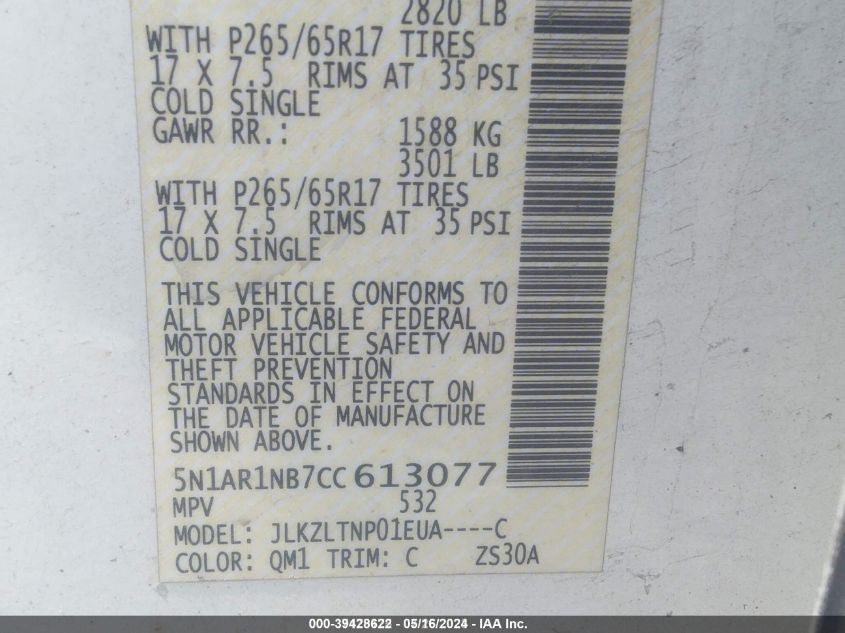 2820 LB
WITH P265/65R17 TIRES
17 X 7.5 RIMS AT 35 PSI
COLD SINGLE
GAWR RR.: 1588 KG
3501 LB
WITH P265/65R17 TIRES
17 X 7.5 RIMS AT 35 PSI
COLD SINGLE
THIS VEHICLE CONFORMS TO
ALL APPLICABLE FEDERAL
MOTOR VEHICLE SAFETY AND
THEFT PREVENTION
STANDARDS IN EFFECT ON
THE DATE OF MANUFACTURE
SHOWN ABOVE.
5N1AR1NB7CC613077
MPV 532
MODEL: JLKZLTNP01EUA----C
COLOR: QM1 TRIM: C ZS30A
000-39428622 - 05/16/2024 - IAA Inc.